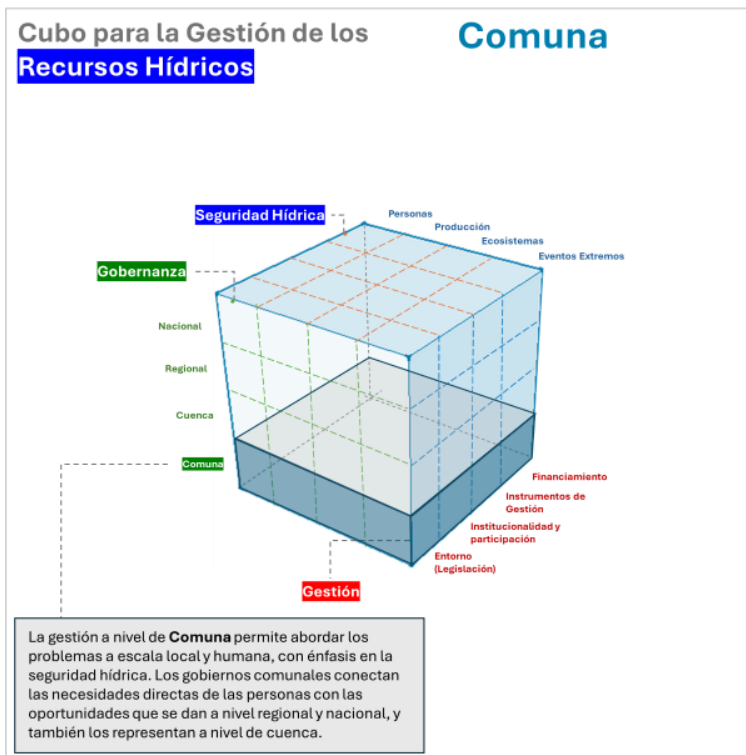 Cubo para la Gestión de los
Recursos Hídricos
Comuna
Seguridad Hídrica
Personas
Producción
Ecosistemas
Eventos Extremos
Gobernanza
Nacional
Regional
Cuenca
Comuna
Financiamiento
Instrumentos de
Gestión
Institucionalidad y
participación
Entorno
(Legislación)
Gestión
La gestión a nivel de Comuna permite abordar los
problemas a escala local y humana, con énfasis en la
seguridad hídrica. Los gobiernos comunales conectan
las necesidades directas de las personas con las
oportunidades que se dan a nivel regional y nacional, y
también los representan a nivel de cuenca.